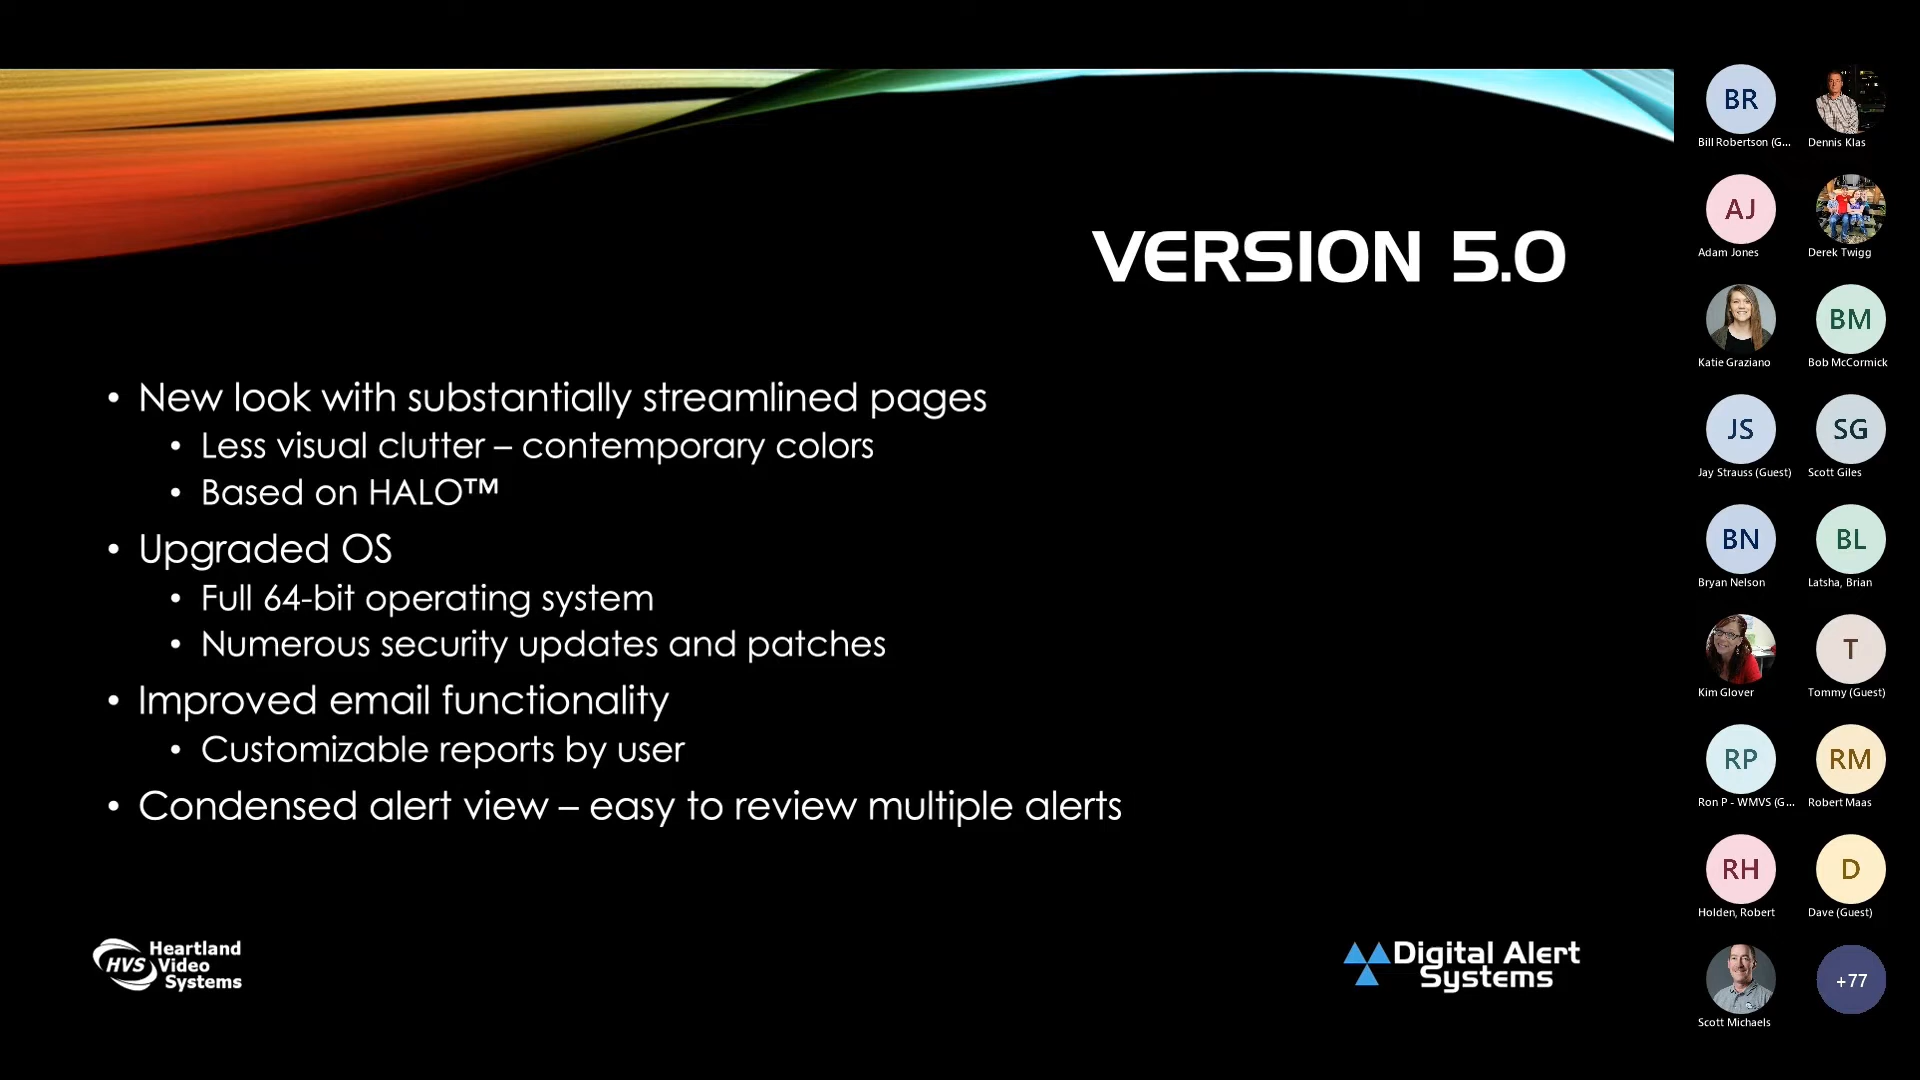 VERSION 5.0
• New look with substantially streamlined pages
• Less visual clutter – contemporary colors
• Based on HALO™
• Upgraded OS
• Full 64-bit operating system
• Numerous security updates and patches
• Improved email functionality
• Customizable reports by user
• Condensed alert view – easy to review multiple alerts
HVS
Heartland
Video
Systems
Digital Alert
Systems
BR
Bill Robertson (G...
Dennis Klas
AJ
Adam Jones
Derek Twigg
Katie Graziano
BM
Bob McCormick
JS
Jay Strauss (Guest)
SG
Scott Giles
BN
Bryan Nelson
BL
Latsha, Brian
Kim Glover
T
Tommy (Guest)
RP
Ron P - WMVS (G...
RM
Robert Maas
RH
Holden, Robert
D
Dave (Guest)
Scott Michaels
+77